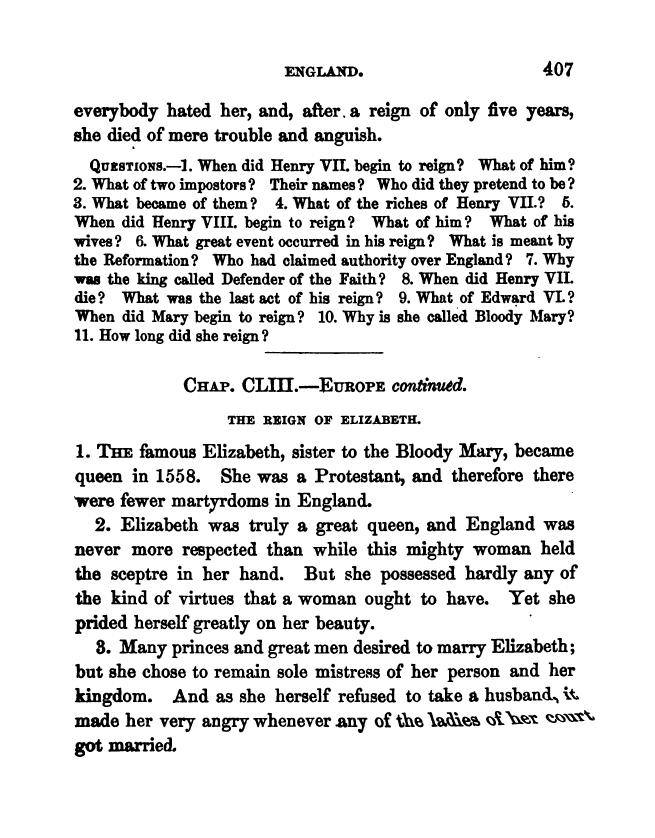 ENGLAND. 407
everybody hated her, and, after a reign of only five years,
she died of mere trouble and anguish.
QUESTIONS.—1. When did Henry VII. begin to reign? What of him?
2. What of two impostors? Their names? Who did they pretend to be?
3. What became of them? 4. What of the riches of Henry VII.? 5.
When did Henry VIII. begin to reign? What of him? What of his
wives? 6. What great event occurred in his reign? What is meant by
the Reformation? Who had claimed authority over England? 7. Why
was the king called Defender of the Faith? 8. When did Henry VII.
die? What was the last act of his reign? 9. What of Edward VI.?
When did Mary begin to reign? 10. Why is she called Bloody Mary?
11. How long did she reign?
CHAP. CLIII.—EUROPE continued.
THE REIGN OF ELIZABETH.
1. THE famous Elizabeth, sister to the Bloody Mary, became
queen in 1558. She was a Protestant, and therefore there
were fewer martyrdoms in England.
2. Elizabeth was truly a great queen, and England was
never more respected than while this mighty woman held
the sceptre in her hand. But she possessed hardly any of
the kind of virtues that a woman ought to have. Yet she
prided herself greatly on her beauty.
3. Many princes and great men desired to marry Elizabeth;
but she chose to remain sole mistress of her person and her
kingdom. And as she herself refused to take a husband, it
made her very angry whenever any of the ladies of her court
got married.